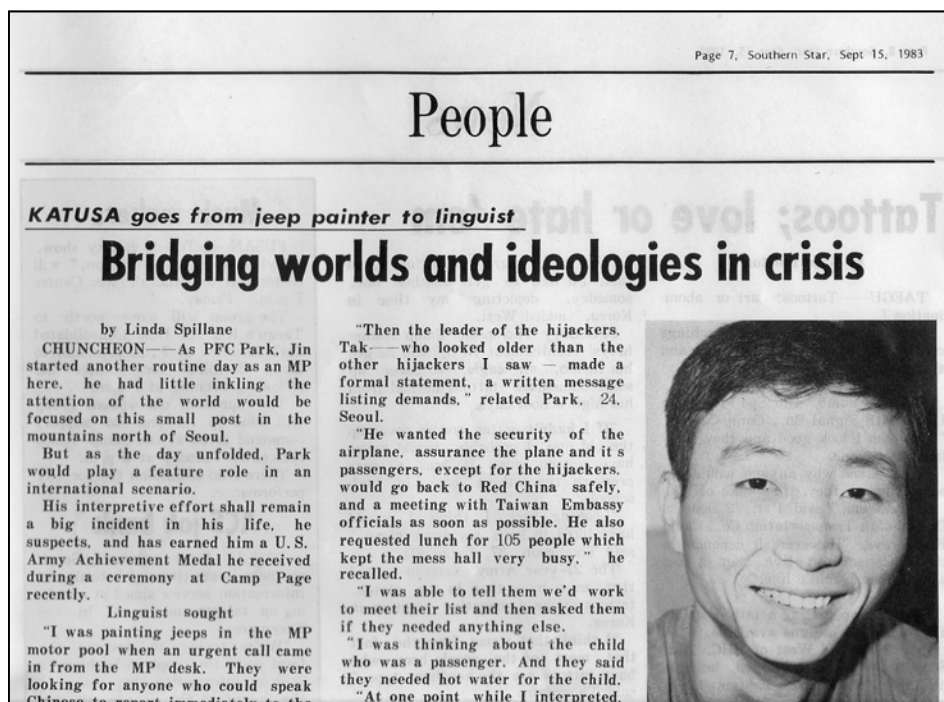 Page 7, Southern Star, Sept 15, 1983
People
KATUSA goes from jeep painter to linguist
Bridging worlds and ideologies in crisis
by Linda Spillane
CHUNCHEON——As PFC Park, Jin
started another routine day as an MP
here, he had little inkling the
attention of the world would be
focused on this small post in the
mountains north of Seoul.
But as the day unfolded, Park
would play a feature role in an
international scenario.
His interpretive effort shall remain
a big incident in his life, he
suspects, and has earned him a U.S.
Army Achievement Medal he received
during a ceremony at Camp Page
recently.
Linguist sought
"I was painting jeeps in the MP
motor pool when an urgent call came
in from the MP desk. They were
looking for anyone who could speak
Chinese to report immediately to the
"Then the leader of the hijackers,
Tak——who looked older than the
other hijackers I saw — made a
formal statement, a written message
listing demands," related Park, 24,
Seoul.
"He wanted the security of the
airplane, assurance the plane and it s
passengers, except for the hijackers,
would go back to Red China safely,
and a meeting with Taiwan Embassy
officials as soon as possible. He also
requested lunch for 105 people which
kept the mess hall very busy," he
recalled.
"I was able to tell them we'd work
to meet their list and then asked them
if they needed anything else.
"I was thinking about the child
who was a passenger. And they said
they needed hot water for the child.
"At one point while I interpreted,